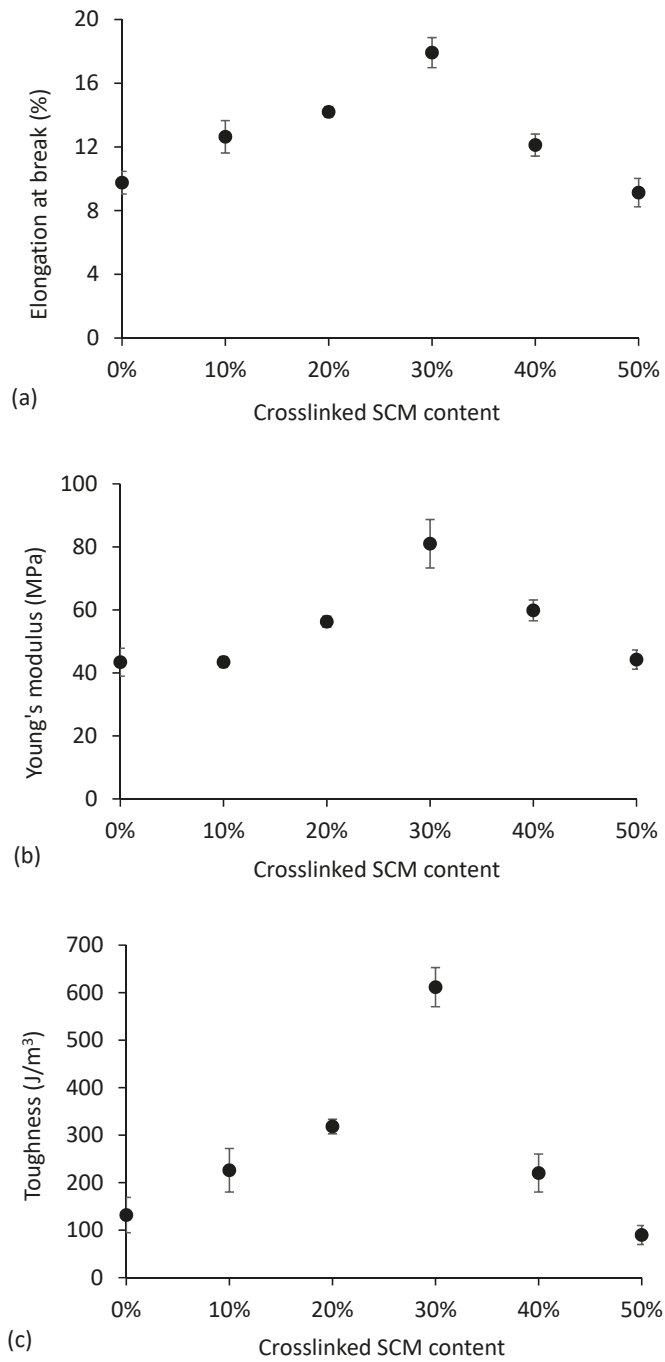 20
16
12
8
4
0
Elongation at break (%)
0% 10% 20% 30% 40% 50%
(a)
Crosslinked SCM content
100
80
60
40
20
0
Young's modulus (MPa)
0% 10% 20% 30% 40% 50%
(b)
Crosslinked SCM content
700
600
500
400
300
200
100
0
Toughness (J/m³)
0% 10% 20% 30% 40% 50%
(c)
Crosslinked SCM content